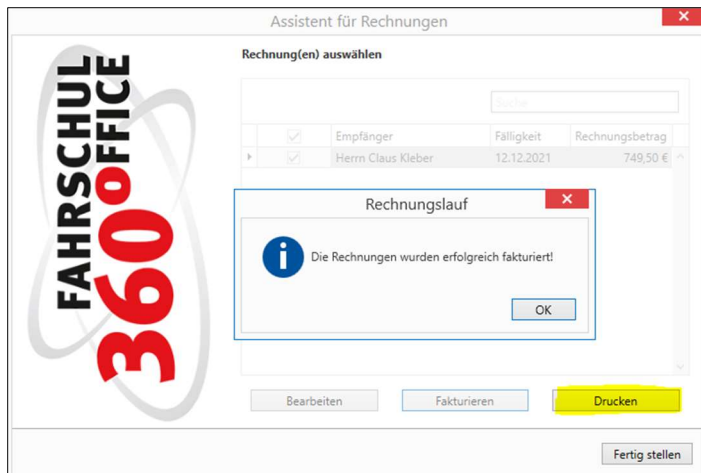 Assistent für Rechnungen
FAHRSCHUL
360° OFFICE
Rechnung(en) auswählen
Suche
Empfänger Fälligkeit Rechnungsbetrag
Herrn Claus Kleber 12.12.2021 749,50 €
Rechnungslauf
Die Rechnungen wurden erfolgreich fakturiert!
OK
Bearbeiten Fakturieren Drucken
Fertig stellen